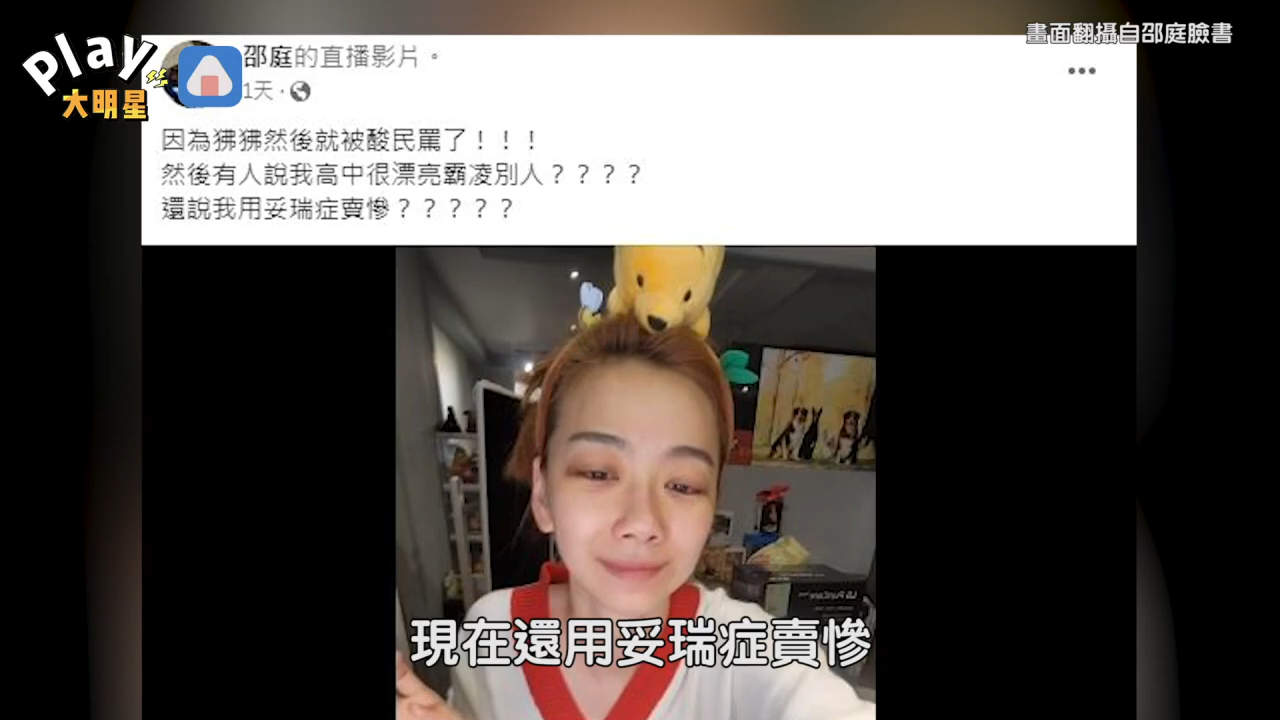 Play
大明星
畫面翻攝自邵庭臉書
邵庭的直播影片。
1天·
因為狒狒然後就被酸民罵了！！！
然後有人說我高中很漂亮霸凌別人？？？？
還說我用妥瑞症賣慘？？？？？
LG PuriCare
現在還用妥瑞症賣慘